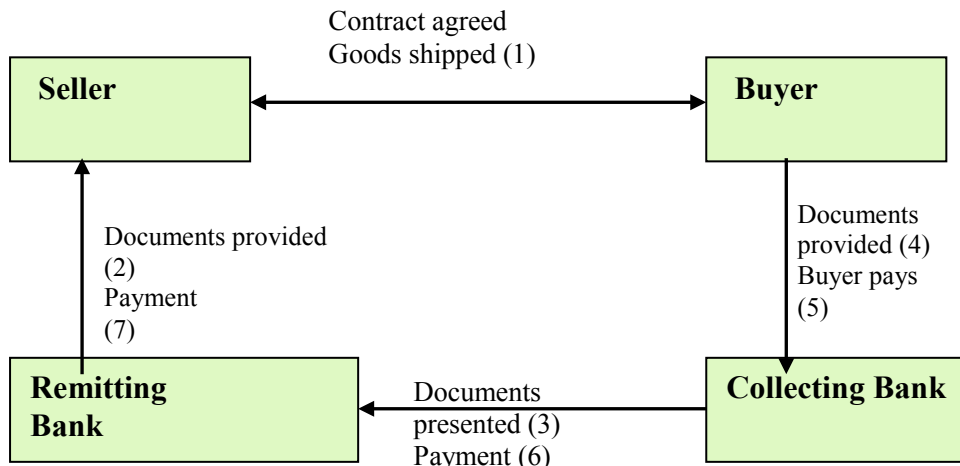 Contract agreed
Goods shipped (1)
Seller
Buyer
Documents provided
(2)
Payment
(7)
Documents
provided (4)
Buyer pays
(5)
Remitting
Bank
Documents
presented (3)
Payment (6)
Collecting Bank